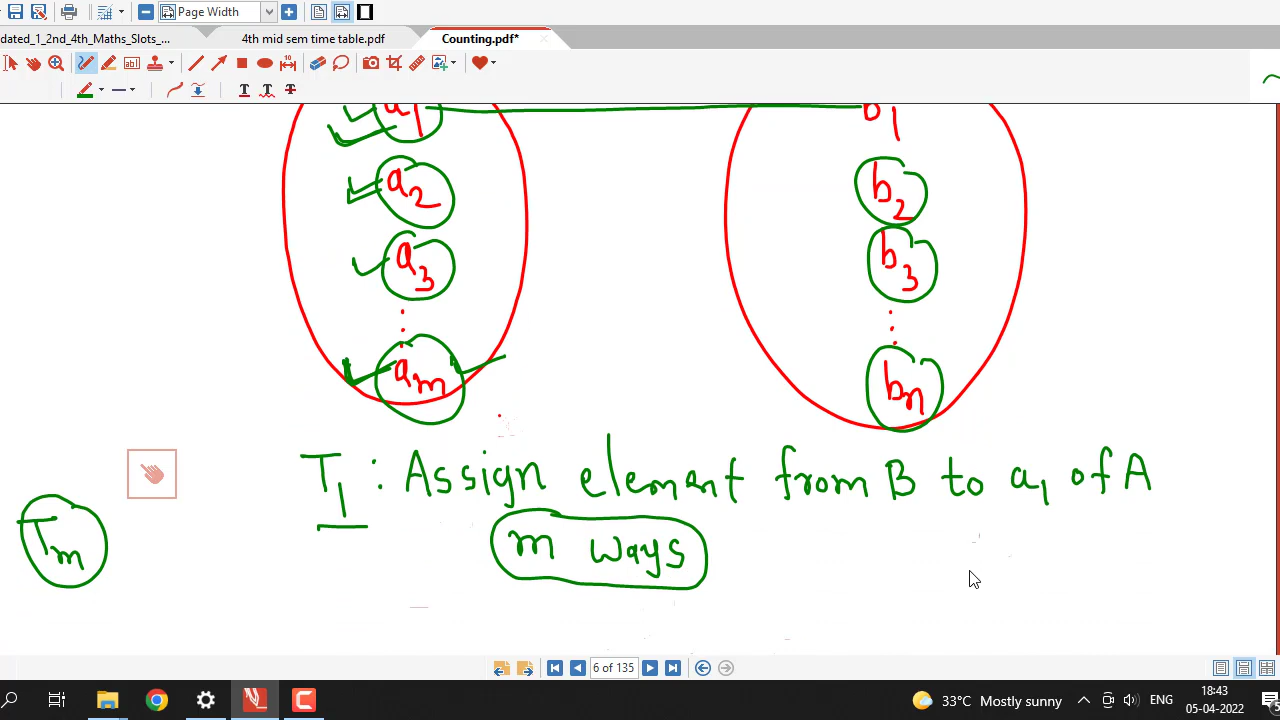 Page Width
dated_1_2nd_4th_Maths_Slots_...
4th mid sem time table.pdf
Counting.pdf*
10
T T T
a1 b1
a2 b2
a3 b3
am bn
T1 : Assign element from B to a1 of A
Tm
m ways
6 of 135
33°C Mostly sunny
ENG
18:43
05-04-2022